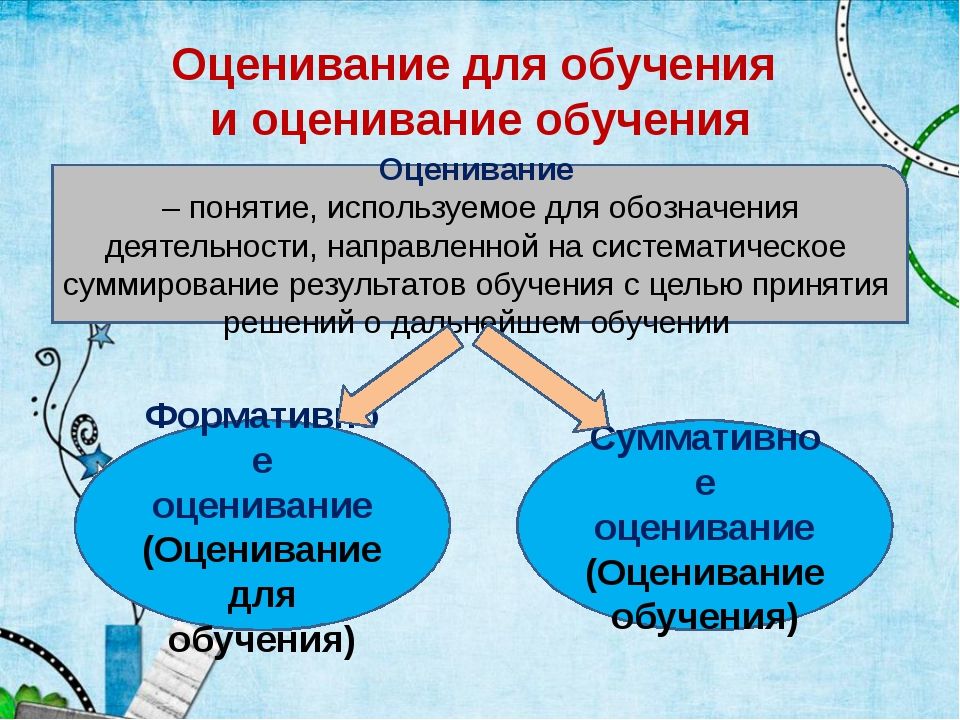 Оценивание для обучения
и оценивание обучения
Оценивание
– понятие, используемое для обозначения
деятельности, направленной на систематическое
суммирование результатов обучения с целью принятия
решений о дальнейшем обучении
Формативно
е
оценивание
(Оценивание
для
обучения)
Суммативно
е
оценивание
(Оценивание
обучения)